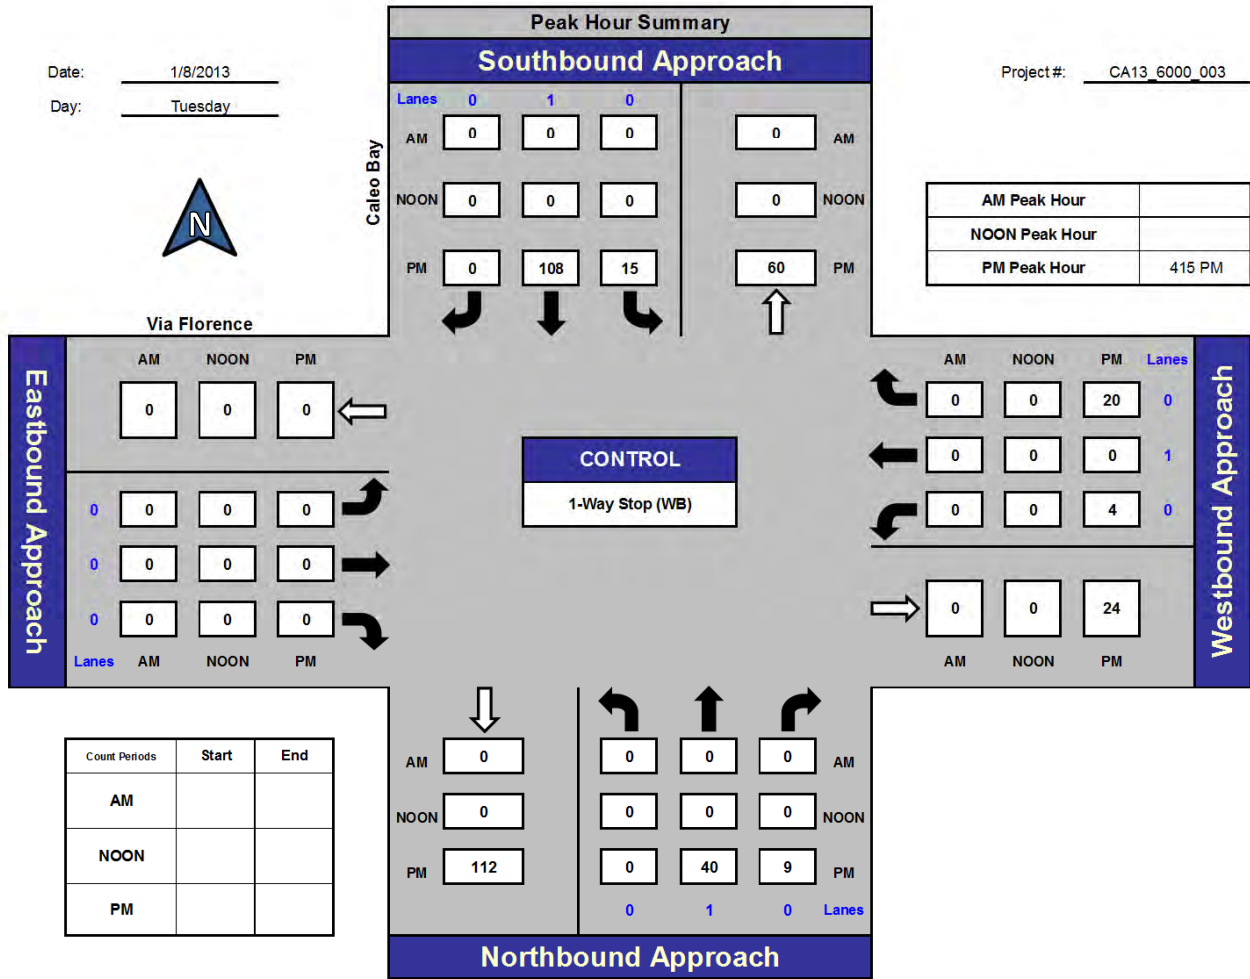 Peak Hour Summary
Southbound Approach
Date: 1/8/2013
Project #: CA13_6000_003
Day: Tuesday
Lanes 0 1 0
AM 0 0 0 0 AM
Caleo Bay
NOON 0 0 0 0 NOON
N
AM Peak Hour
NOON Peak Hour
PM Peak Hour 415 PM
PM 0 108 15 60 PM
Via Florence
AM NOON PM
AM NOON PM Lanes
Eastbound Approach
Westbound Approach
0 0 0
0 0 20 0
CONTROL
0 0 0 1
1-Way Stop (WB)
0 0 0 0
0 0 4 0
0 0 0 0
0 0 0 0
0 0 24
Lanes AM NOON PM
AM NOON PM
Count Periods Start End
AM
NOON
PM
AM 0 0 0 0 AM
NOON 0 0 0 0 NOON
PM 112 0 40 9 PM
0 1 0 Lanes
Northbound Approach